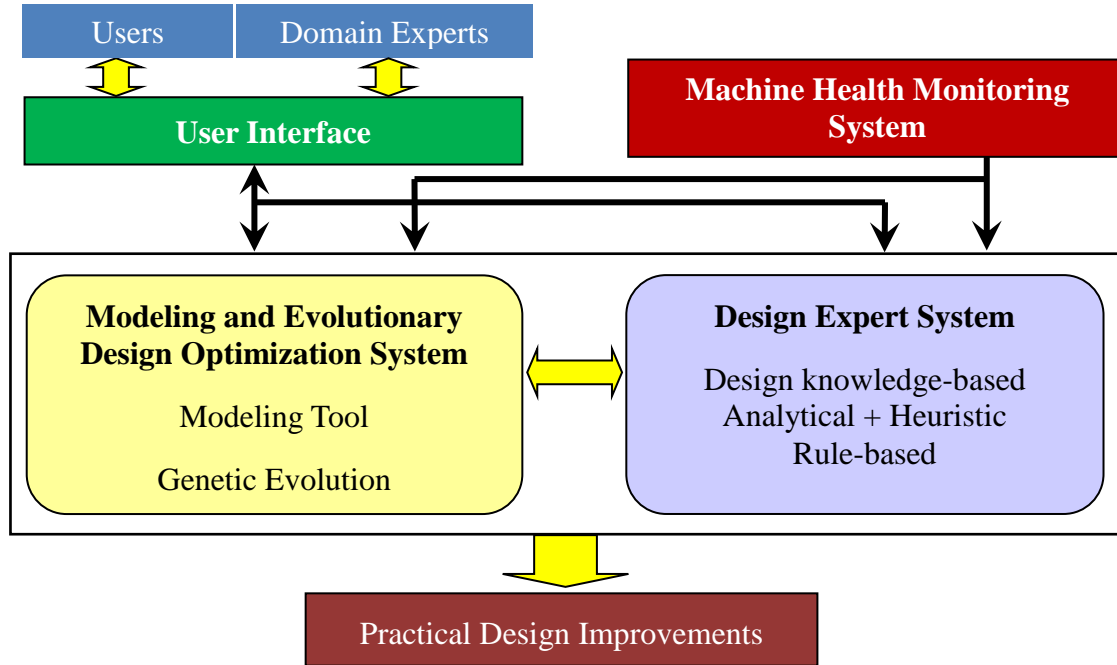 Users
Domain Experts
User Interface
Machine Health Monitoring
System
Modeling and Evolutionary
Design Optimization System
Modeling Tool
Genetic Evolution
Design Expert System
Design knowledge-based
Analytical + Heuristic
Rule-based
Practical Design Improvements